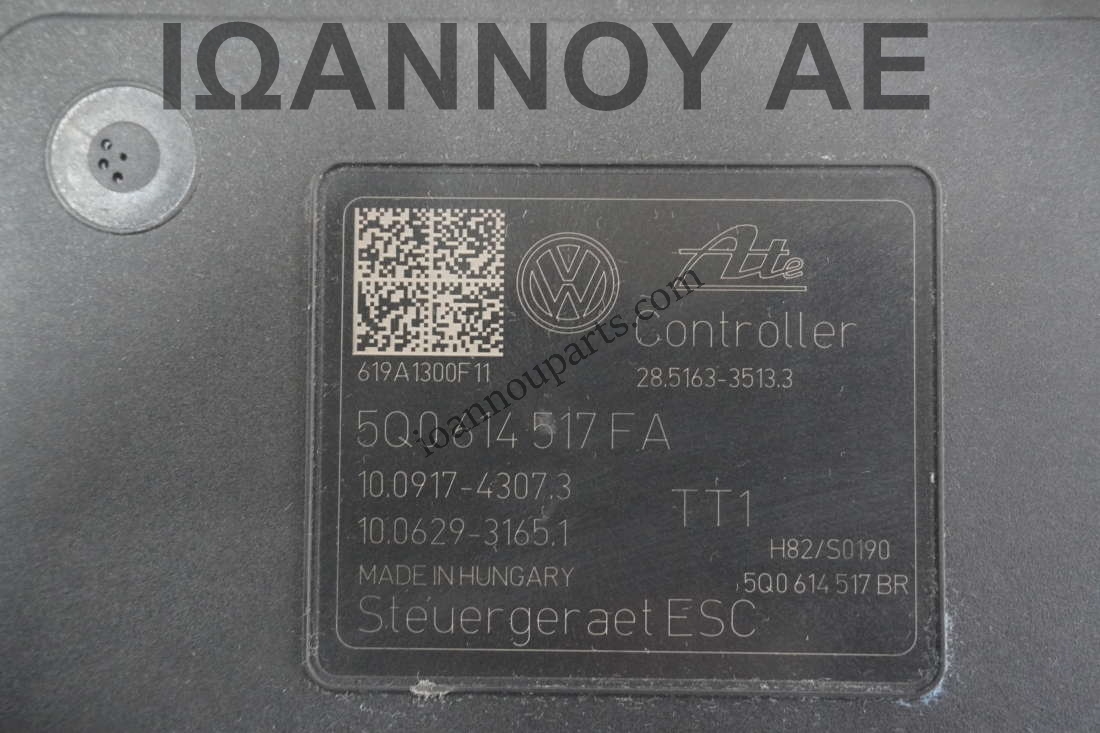 ΙΩΑΝΝΟΥ ΑΕ
VW
Ate
Controller
619A1300F11
28.5163-3513.3
ioannouparts.com
5Q0 614 517 FA
10.0917-4307.3
TT1
10.0629-3165.1
H82/S0190
MADE IN HUNGARY
5Q0 614 517 BR
Steuergeraet ESC